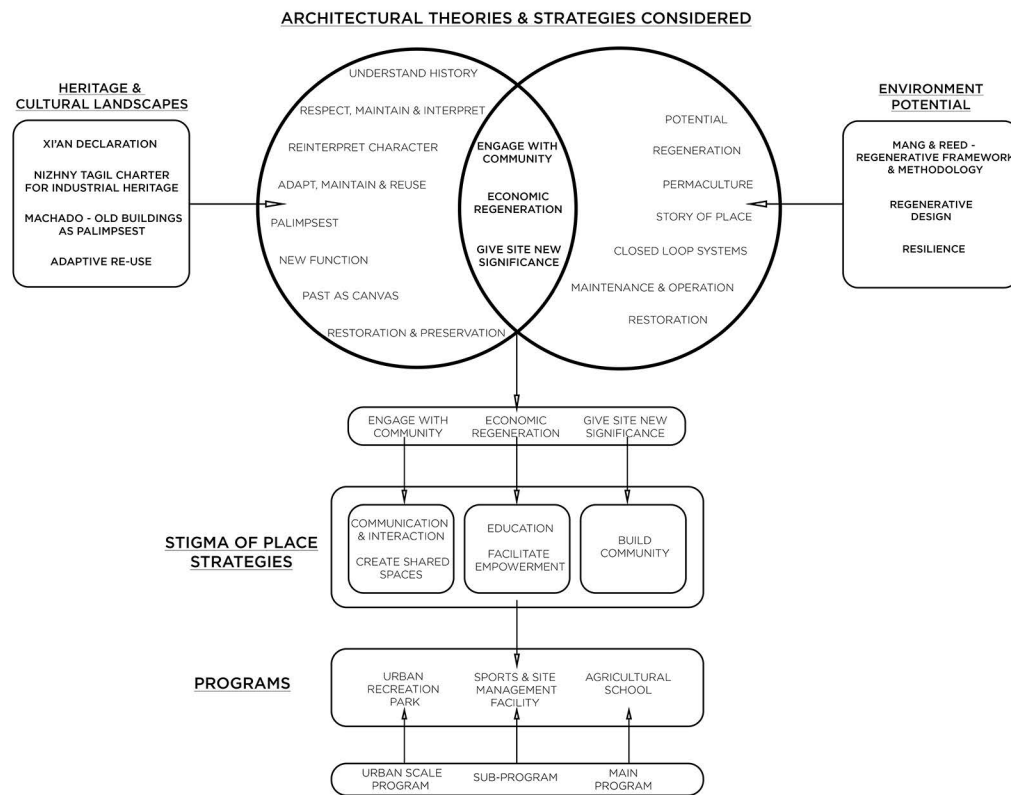 ARCHITECTURAL THEORIES & STRATEGIES CONSIDERED
HERITAGE &
CULTURAL LANDSCAPES
XI'AN DECLARATION
NIZHNY TAGIL CHARTER
FOR INDUSTRIAL HERITAGE
MACHADO - OLD BUILDINGS
AS PALIMPSEST
ADAPTIVE RE-USE
UNDERSTAND HISTORY
RESPECT, MAINTAIN & INTERPRET
REINTERPRET CHARACTER
ADAPT, MAINTAIN & REUSE
PALIMPSEST
NEW FUNCTION
PAST AS CANVAS
RESTORATION & PRESERVATION
ENGAGE WITH
COMMUNITY
ECONOMIC
REGENERATION
GIVE SITE NEW
SIGNIFICANCE
POTENTIAL
REGENERATION
PERMACULTURE
STORY OF PLACE
CLOSED LOOP SYSTEMS
MAINTENANCE & OPERATION
RESTORATION
ENVIRONMENT
POTENTIAL
MANG & REED -
REGENERATIVE FRAMEWORK
& METHODOLOGY
REGENERATIVE
DESIGN
RESILIENCE
ENGAGE WITH
COMMUNITY
ECONOMIC
REGENERATION
GIVE SITE NEW
SIGNIFICANCE
STIGMA OF PLACE
STRATEGIES
COMMUNICATION
& INTERACTION
CREATE SHARED
SPACES
EDUCATION
FACILITATE
EMPOWERMENT
BUILD
COMMUNITY
PROGRAMS
URBAN
RECREATION
PARK
SPORTS & SITE
MANAGEMENT
FACILITY
AGRICULTURAL
SCHOOL
URBAN SCALE
PROGRAM
SUB-PROGRAM
MAIN
PROGRAM